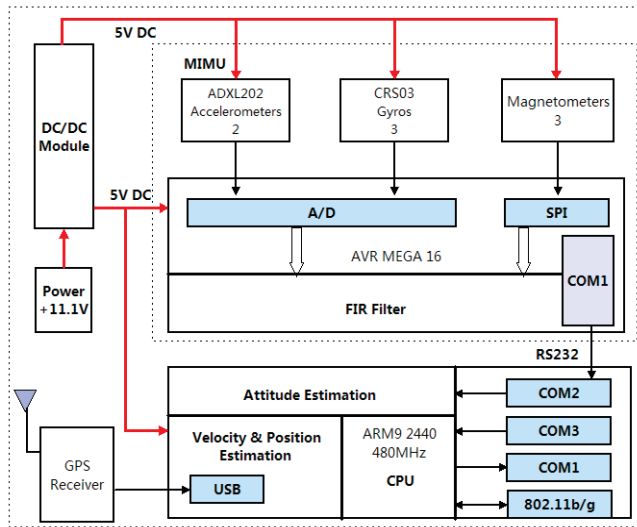 5V DC
MIMU
ADXL202
Accelerometers
2
CRS03
Gyros
3
Magnetometers
3
DC/DC
Module
5V DC
A/D
SPI
AVR MEGA 16
COM1
FIR Filter
Power
+11.1V
RS232
Attitude Estimation
COM2
Velocity & Position
Estimation
ARM9 2440
480MHz
CPU
COM3
COM1
GPS
Receiver
USB
802.11b/g